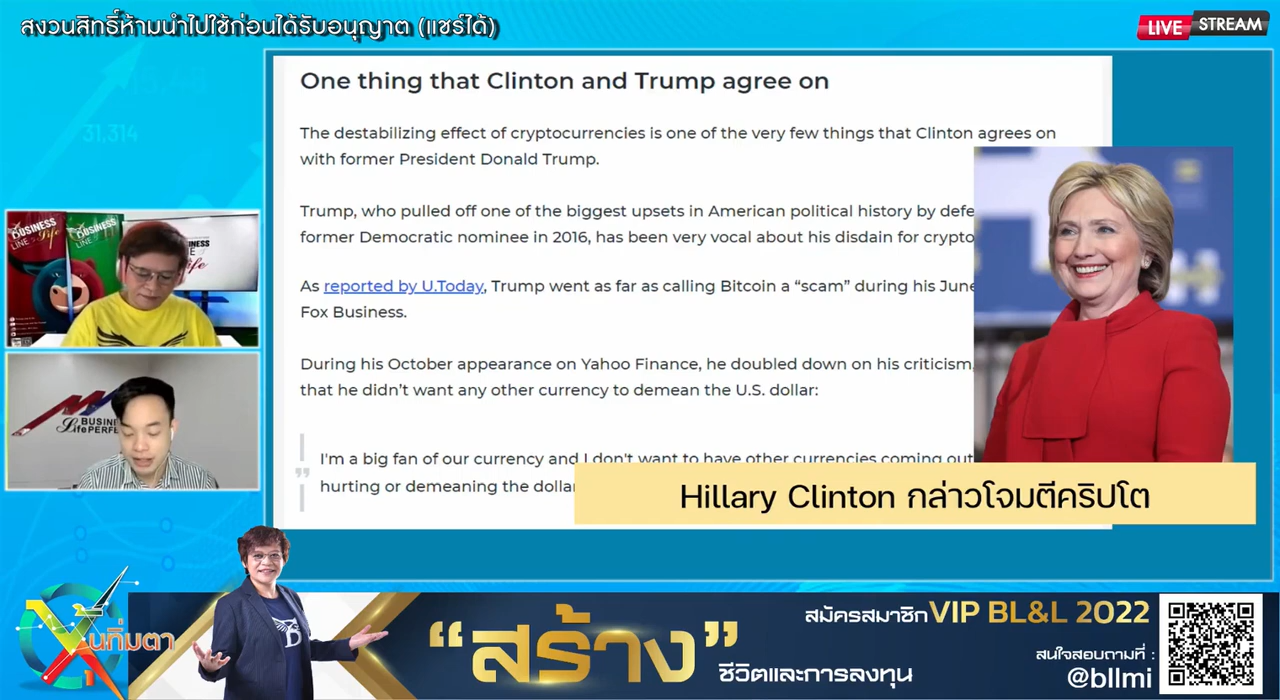 สงวนสิทธิ์ห้ามนำไปใช้ก่อนได้รับอนุญาต (แชร์ได้)
LIVE STREAM
31.314
One thing that Clinton and Trump agree on
The destabilizing effect of cryptocurrencies is one of the very few things that Clinton agrees on
with former President Donald Trump.
Trump, who pulled off one of the biggest upsets in American political history by defe
former Democratic nominee in 2016, has been very vocal about his disdain for crypto
As reported by U.Today, Trump went as far as calling Bitcoin a “scam” during his June
Fox Business.
During his October appearance on Yahoo Finance, he doubled down on his criticism,
that he didn’t want any other currency to demean the U.S. dollar:
I'm a big fan of our currency and I don't want to have other currencies coming out
hurting or demeaning the dollar
Hillary Clinton กล่าวโจมตีคริปโต
BUSINESS
LINE
Life
BUSINE
Life PERFE
นทิ่มตา
“สร้าง”
ชีวิตและการลงทุน
สมัครสมาชิก VIP BL&L 2022
สนใจสอบถามที่ :
@bllmi